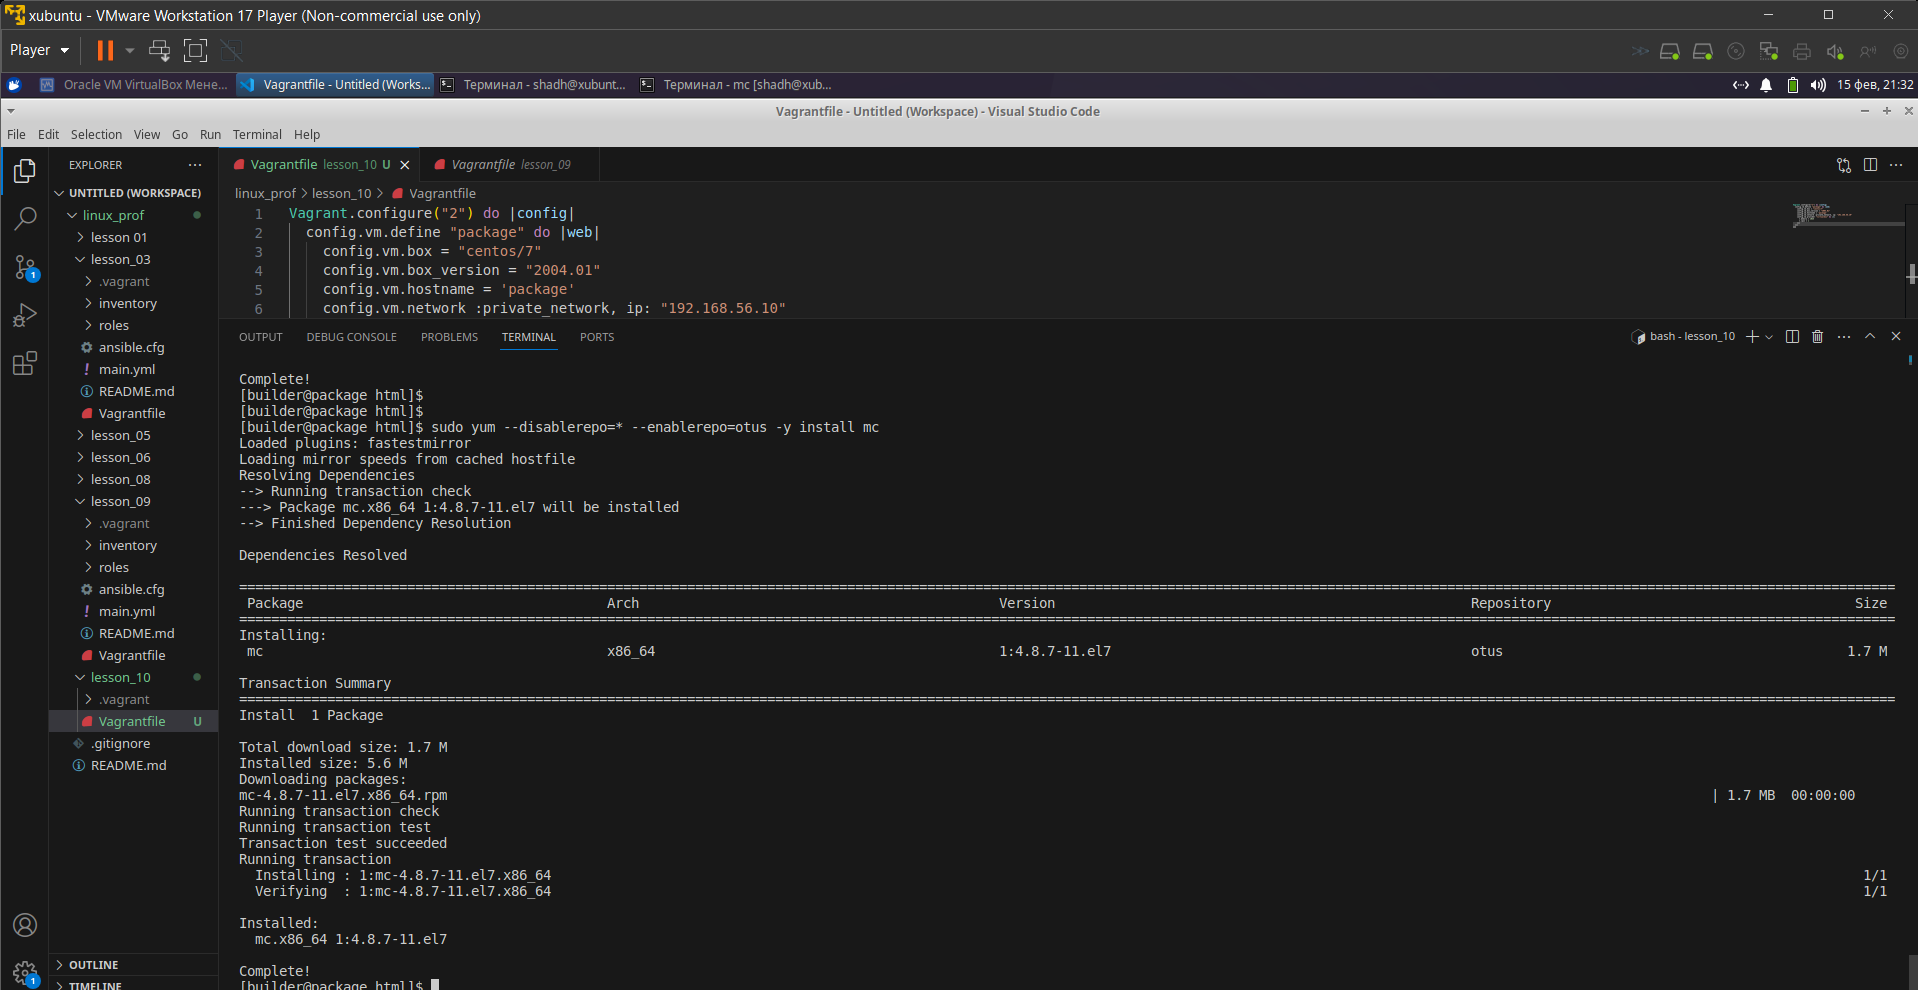 xubuntu - VMware Workstation 17 Player (Non-commercial use only)
Player
Oracle VM VirtualBox Мене...
Vagrantfile - Untitled (Works...
Терминал - shadh@xubunt...
Терминал - mc [shadh@xub...
15 фев, 21:32
Vagrantfile - Untitled (Workspace) - Visual Studio Code
File Edit Selection View Go Run Terminal Help
EXPLORER
UNTITLED (WORKSPACE)
linux_prof
lesson 01
lesson_03
.vagrant
inventory
roles
ansible.cfg
! main.yml
README.md
Vagrantfile
lesson_05
lesson_06
lesson_08
lesson_09
.vagrant
inventory
roles
ansible.cfg
! main.yml
README.md
Vagrantfile
lesson_10
.vagrant
Vagrantfile U
.gitignore
README.md
OUTLINE
TIMELINE
1
1
Vagrantfile lesson_10 U
Vagrantfile lesson_09
linux_prof > lesson_10 > Vagrantfile
1 Vagrant.configure("2") do |config|
2 config.vm.define "package" do |web|
3 config.vm.box = "centos/7"
4 config.vm.box_version = "2004.01"
5 config.vm.hostname = 'package'
6 config.vm.network :private_network, ip: "192.168.56.10"
OUTPUT DEBUG CONSOLE PROBLEMS TERMINAL PORTS
bash - lesson_10
Complete!
[builder@package html]$
[builder@package html]$
[builder@package html]$ sudo yum --disablerepo=* --enablerepo=otus -y install mc
Loaded plugins: fastestmirror
Loading mirror speeds from cached hostfile
Resolving Dependencies
--> Running transaction check
---> Package mc.x86_64 1:4.8.7-11.el7 will be installed
--> Finished Dependency Resolution
Dependencies Resolved
Package Arch Version Repository Size
Installing:
mc x86_64 1:4.8.7-11.el7 otus 1.7 M
Transaction Summary
Install 1 Package
Total download size: 1.7 M
Installed size: 5.6 M
Downloading packages:
mc-4.8.7-11.el7.x86_64.rpm | 1.7 MB 00:00:00
Running transaction check
Running transaction test
Transaction test succeeded
Running transaction
Installing : 1:mc-4.8.7-11.el7.x86_64 1/1
Verifying : 1:mc-4.8.7-11.el7.x86_64 1/1
Installed:
mc.x86_64 1:4.8.7-11.el7
Complete!
[builder@package html]$